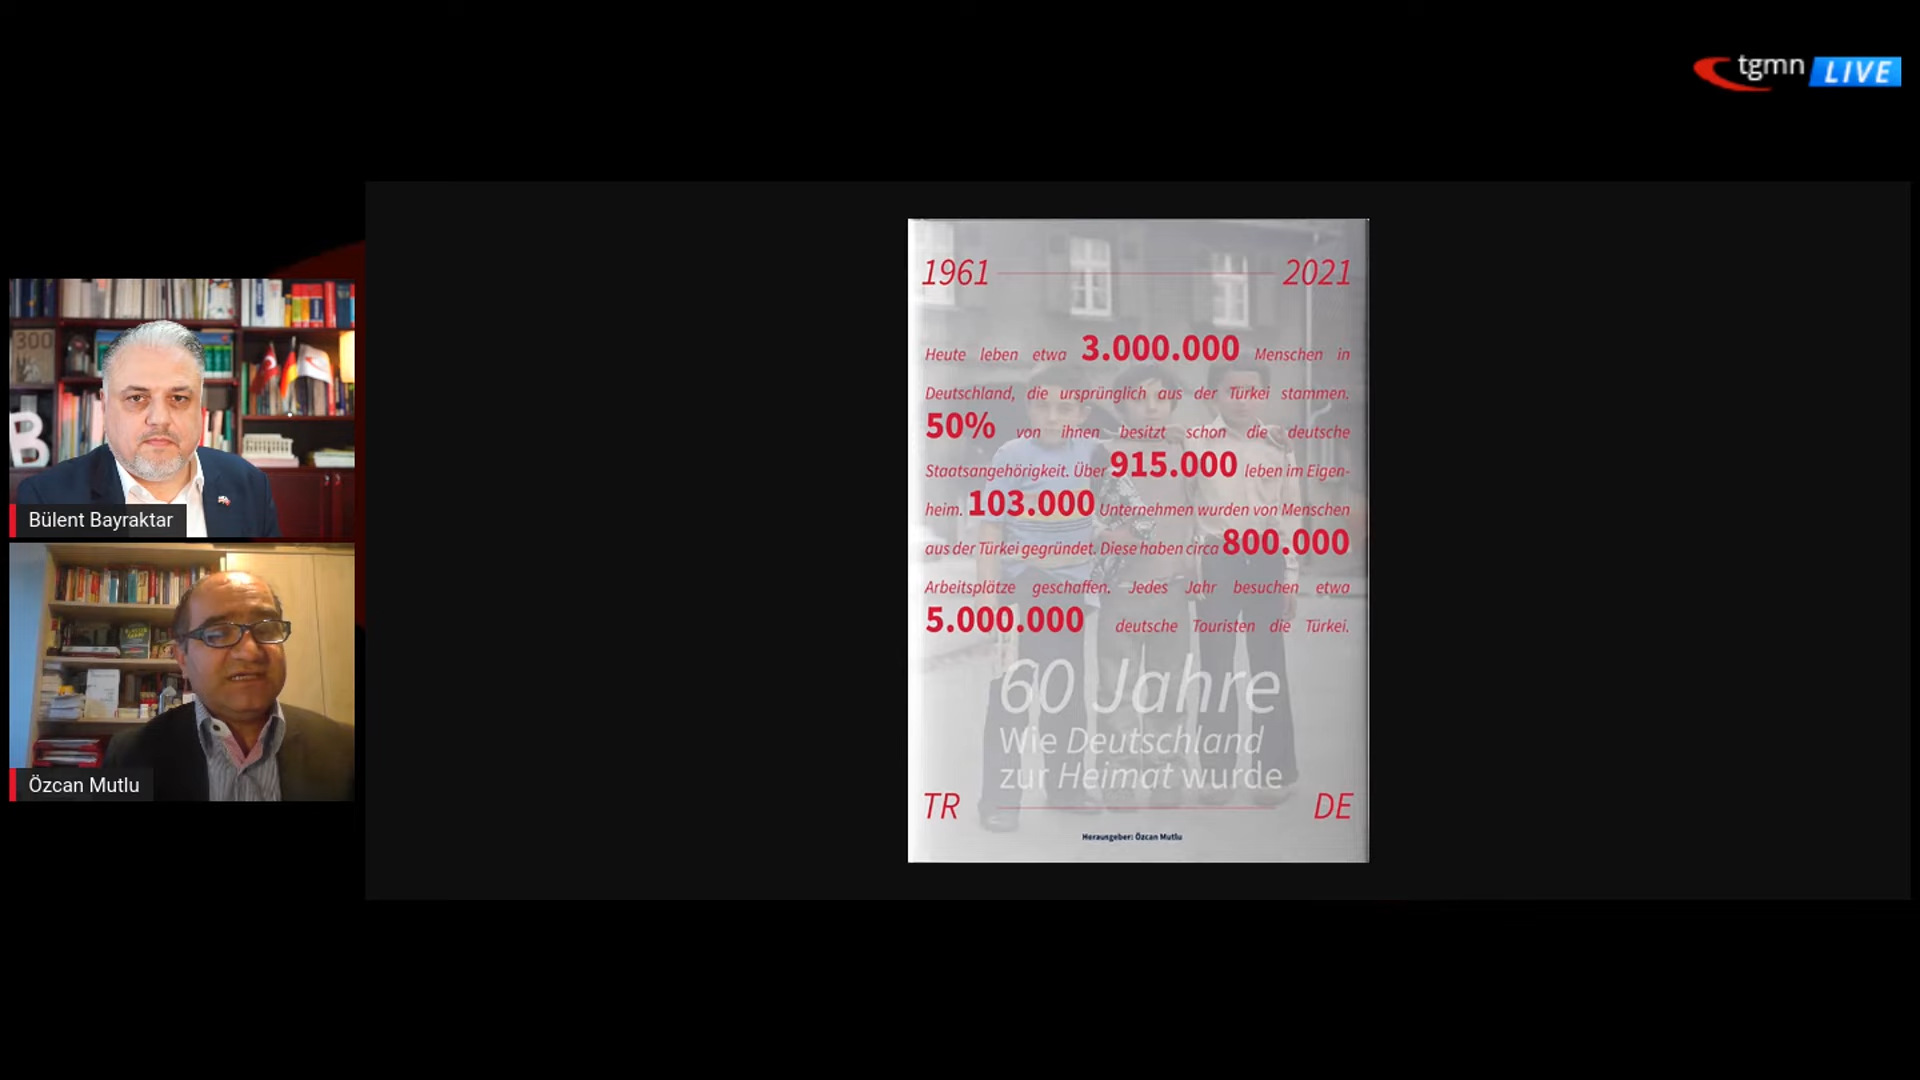 tgmn LIVE
300
B
Bülent Bayraktar
Özcan Mutlu
1961 2021
Heute leben etwa 3.000.000 Menschen in
Deutschland, die ursprünglich aus der Türkei stammen.
50% von ihnen besitzt schon die deutsche
Staatsangehörigkeit. Über 915.000 leben im Eigen-
heim. 103.000 Unternehmen wurden von Menschen
aus der Türkei gegründet. Diese haben circa 800.000
Arbeitsplätze geschaffen. Jedes Jahr besuchen etwa
5.000.000 deutsche Touristen die Türkei.
60 Jahre
Wie Deutschland
zur Heimat wurde
TR DE
Herausgeber: Özcan Mutlu